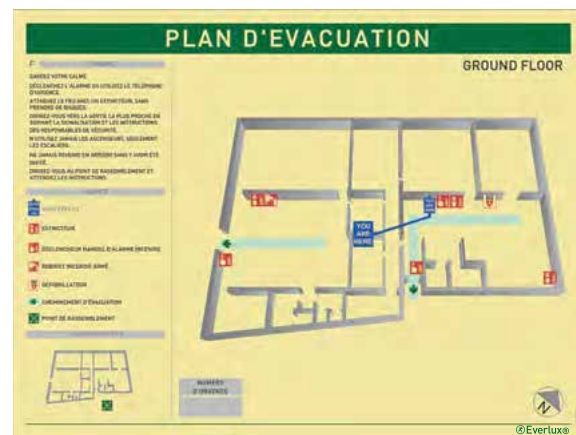 PLAN D'EVACUATION
GROUND FLOOR
GARDEZ VOTRE CALME.
DÉCLENCHEZ L'ALARME OU UTILISEZ LE TÉLÉPHONE
D'URGENCE.
ATTAQUEZ LE FEU AVEC UN EXTINCTEUR, SANS
PRENDRE DE RISQUES.
DIRIGEZ-VOUS VERS LA SORTIE LA PLUS PROCHE EN
SUIVANT LA SIGNALISATION ET LES INSTRUCTIONS
DES RESPONSABLES DE SÉCURITÉ.
N'UTILISEZ JAMAIS LES ASCENSEURS, SEULEMENT
LES ESCALIERS.
NE JAMAIS REVENIR EN ARRIÈRE SANS Y AVOIR ÉTÉ
INVITÉ.
DIRIGEZ-VOUS AU POINT DE RASSEMBLEMENT ET
ATTENDEZ LES INSTRUCTIONS.
EXTINCTEUR
DÉCLENCHEUR MANUEL D'ALARME INCENDIE
ROBINET INCENDIE ARMÉ
DEFIBRILLATEUR
CHEMINEMENT D'ÉVACUATION
POINT DE RASSEMBLEMENT
YOU
ARE
HERE
NUMÉRO
D'URGENCE
N
Everlux®